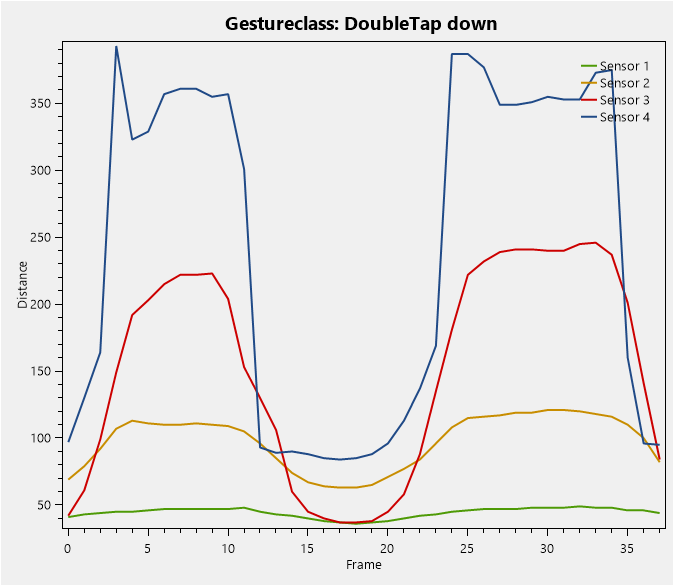 Gestureclass: DoubleTap down
Sensor 1
Sensor 2
Sensor 3
Sensor 4
350
300
250
200
150
100
50
Distance
0 5 10 15 20 25 30 35
Frame